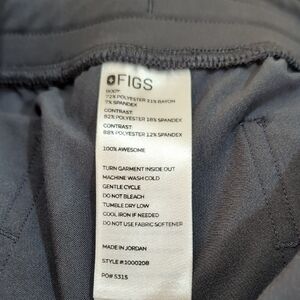 FIGS
BODY:
72% POLYESTER 21% RAYON
7% SPANDEX
CONTRAST:
82% POLYESTER 18% SPANDEX
CONTRAST:
88% POLYESTER 12% SPANDEX
100% AWESOME
TURN GARMENT INSIDE OUT
MACHINE WASH COLD
GENTLE CYCLE
DO NOT BLEACH
TUMBLE DRY LOW
COOL IRON IF NEEDED
DO NOT USE FABRIC SOFTENER
MADE IN JORDAN
STYLE #1000208
PO# 5315